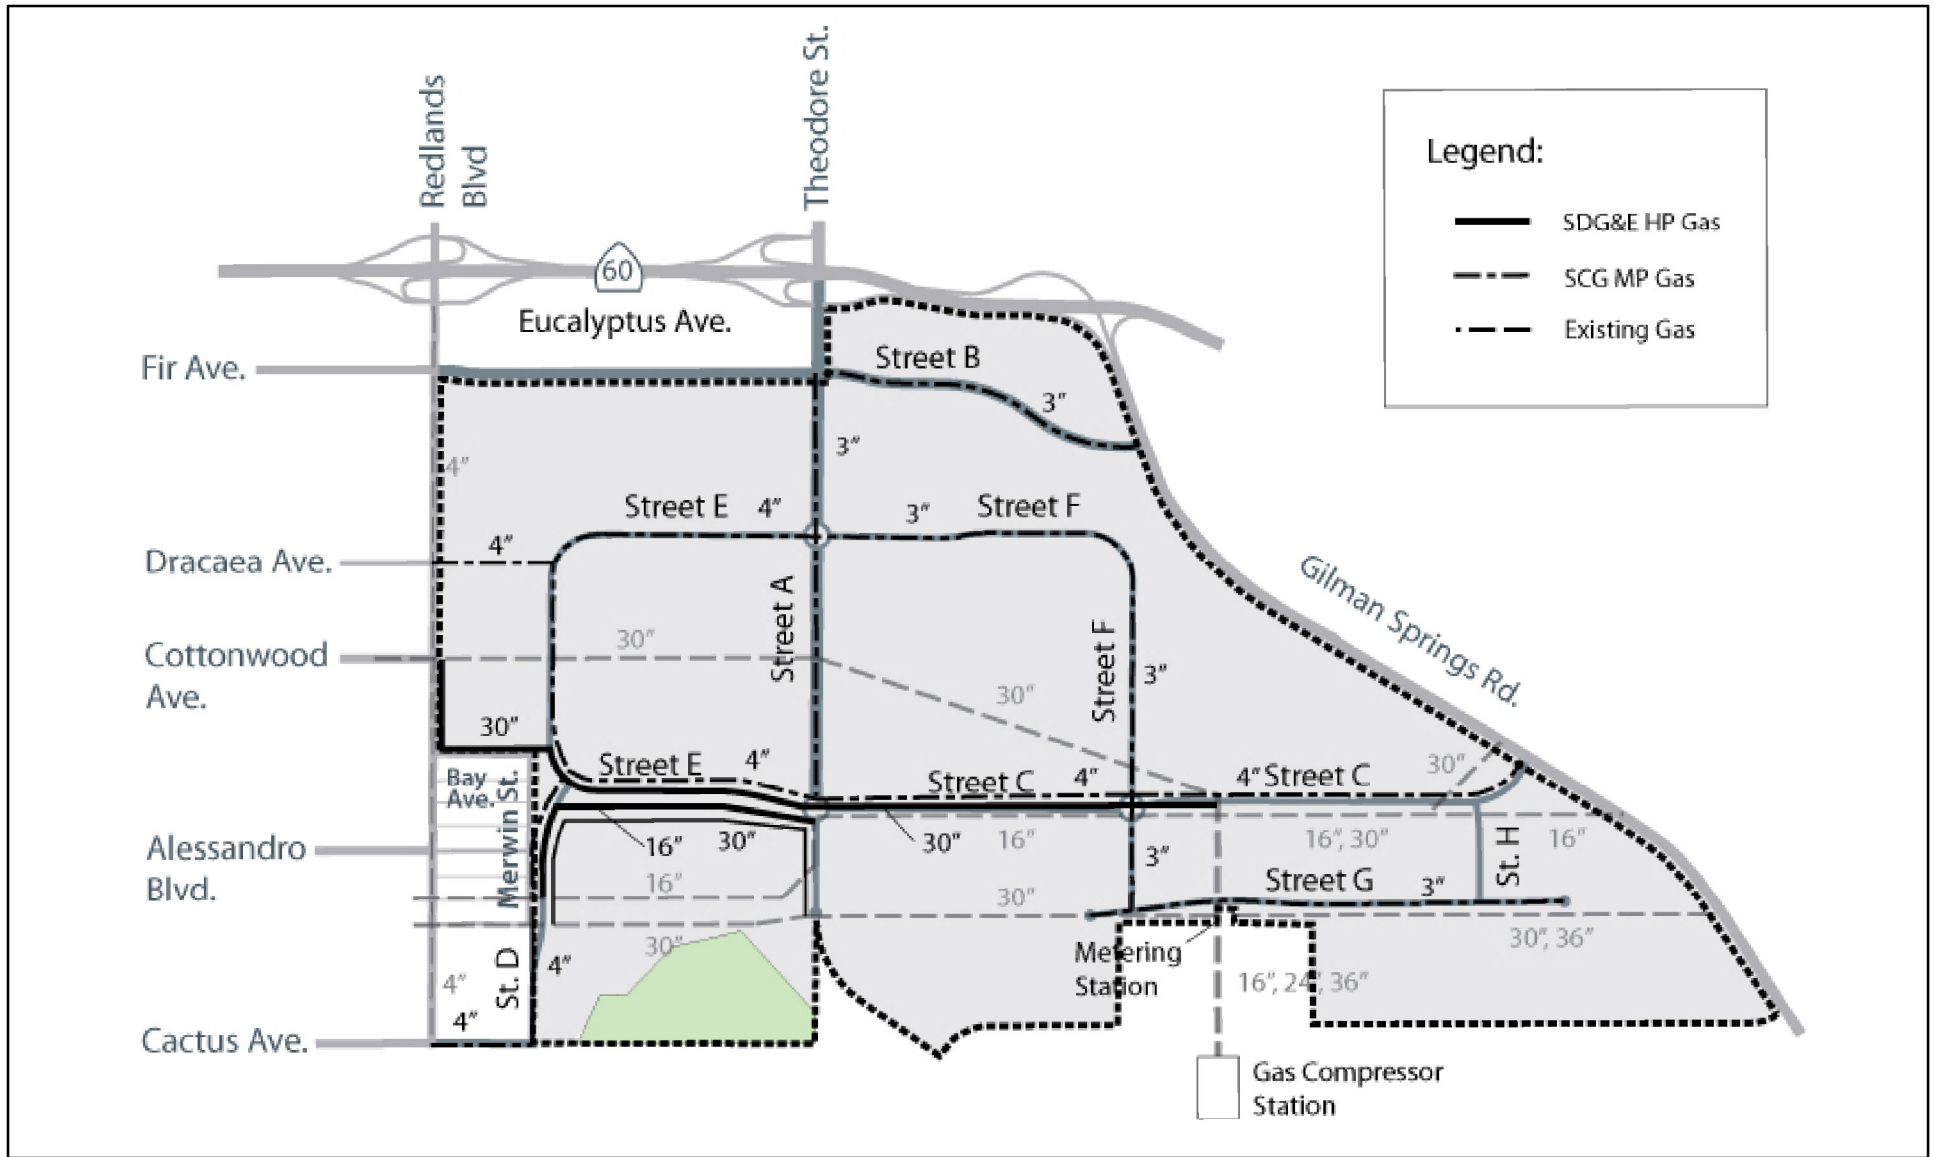 Redlands
Blvd
Theodore St.
Legend:
SDG&E HP Gas
SCG MP Gas
Existing Gas
60
Eucalyptus Ave.
Fir Ave.
Street B
3”
3”
4”
Street E 4”
3” Street F
4”
Dracaea Ave.
Street A
Street F
Gilman Springs Rd.
Cottonwood
Ave.
30”
30”
3”
30”
Street E
4”
Street C
4”
4” Street C
30”
Bay
Ave.
Merwin St.
Alessandro
Blvd.
16”
30”
30”
16”
16”, 30”
16”
3”
St. H
16”
Street G
3”
30”
30”
30”, 36”
Metering
Station
16”, 24”, 36”
4”
St. D
4”
4”
Cactus Ave.
Gas Compressor
Station